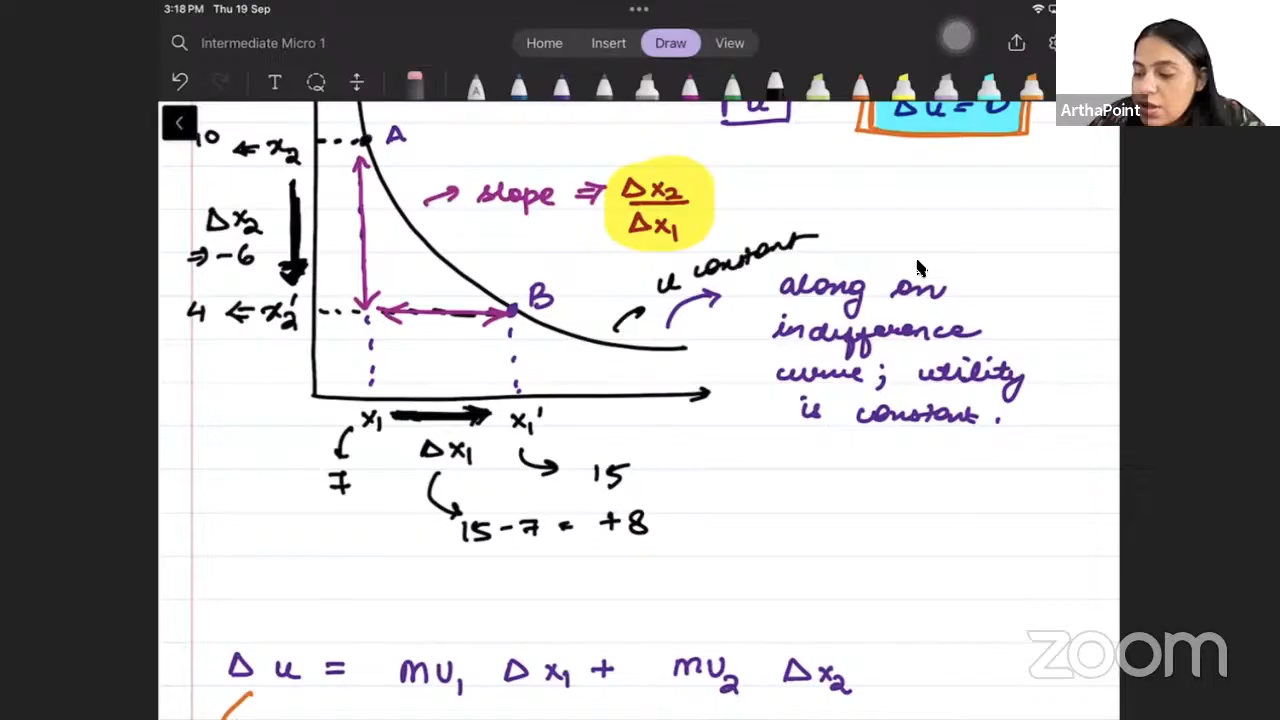 3:18 PM Thu 19 Sep
Intermediate Micro 1
Home Insert Draw View
ArthaPoint
u
Δu = 0
10 ← x₂
A
slope ⇒ Δx₂
Δx₁
Δx₂
⇒ -6
u constant
4 ← x₂'
B
along an
indifference
curve; utility
is constant.
x₁ x₁'
Δx₁
7
15
15 - 7 = +8
Δu = MU₁ Δx₁ + MU₂ Δx₂
zoom